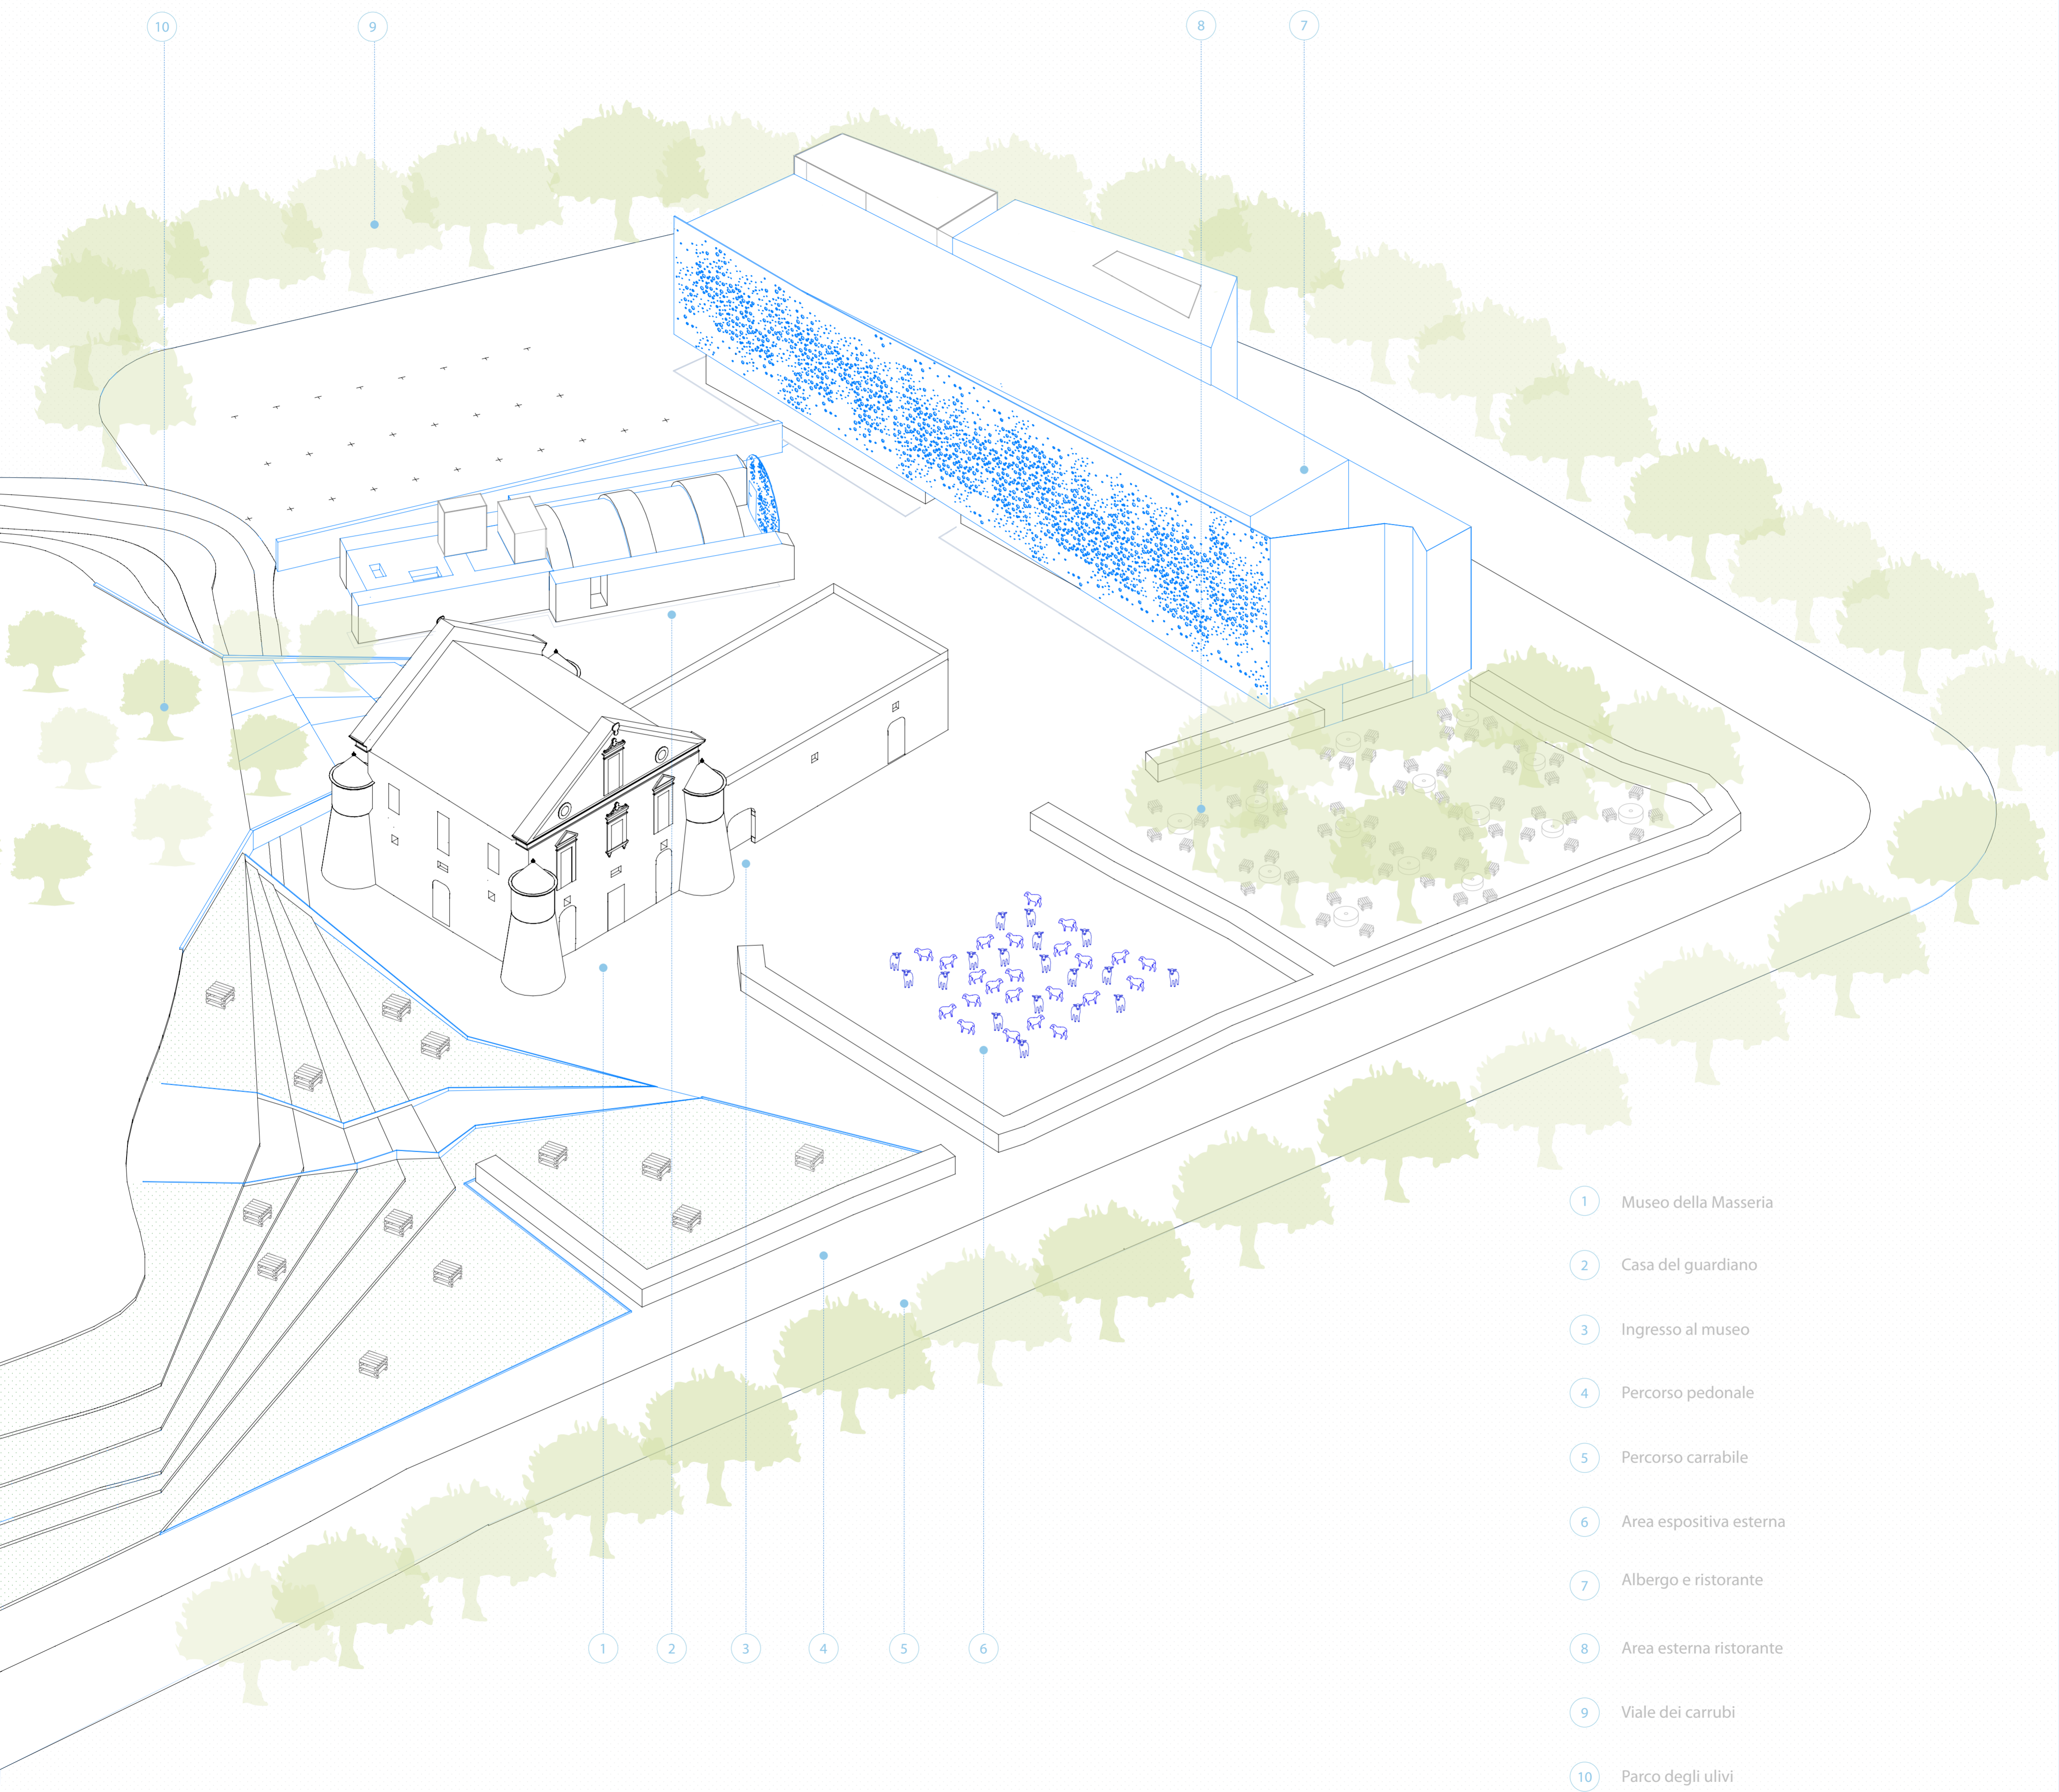 10
9
8
7
1
2
3
4
5
6
1 Museo della Masseria
2 Casa del guardiano
3 Ingresso al museo
4 Percorso pedonale
5 Percorso carrabile
6 Area espositiva esterna
7 Albergo e ristorante
8 Area esterna ristorante
9 Viale dei carrubi
10 Parco degli ulivi